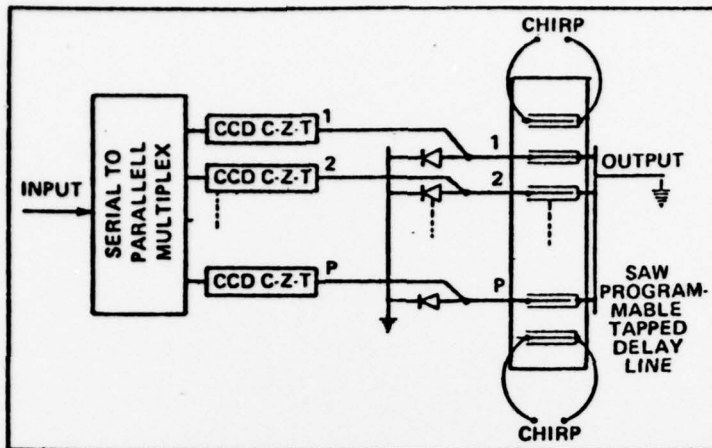 CHIRP
INPUT
SERIAL TO
PARALLELL
MULTIPLEX
CCD C-Z-T 1
CCD C-Z-T 2
CCD C-Z-T P
1
2
P
OUTPUT
SAW
PROGRAM-
MABLE
TAPPED
DELAY
LINE
CHIRP